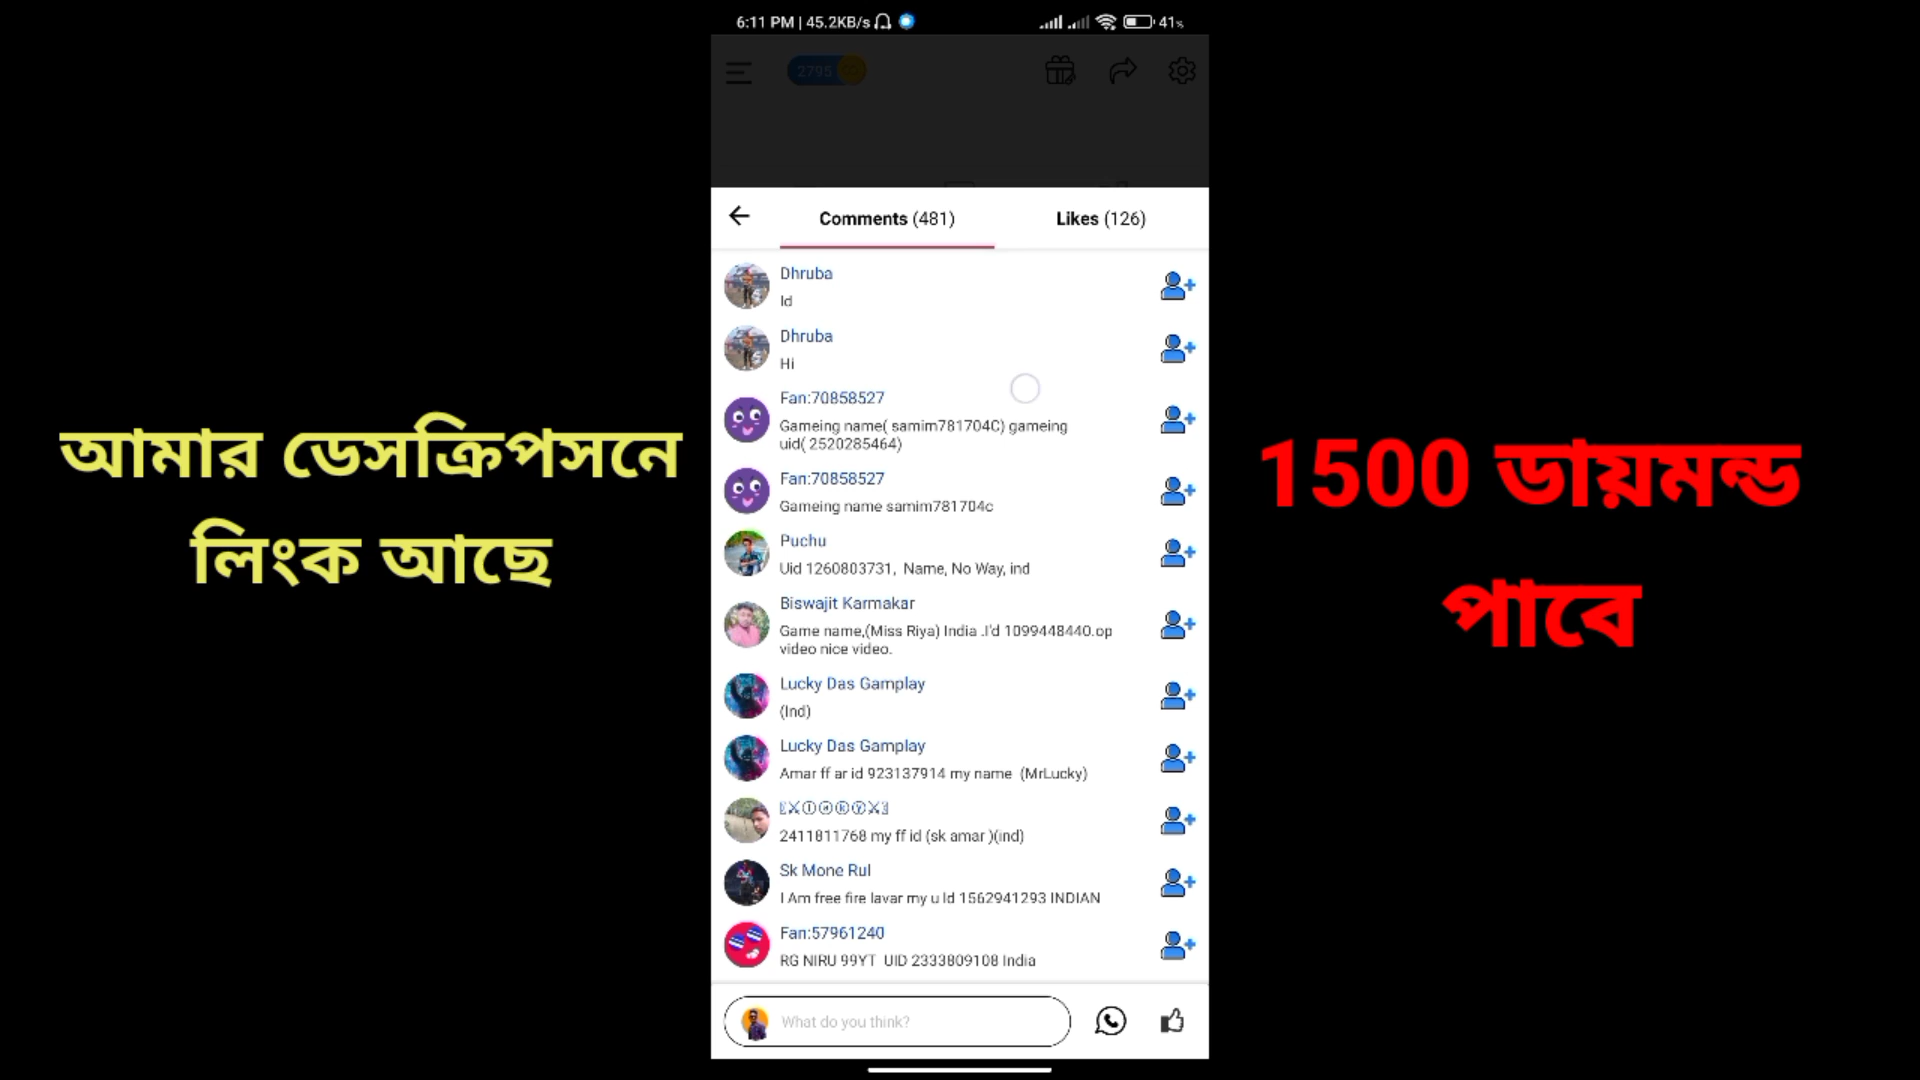 6:11 PM | 45.2KB/s
41%
2795
Comments (481)
Likes (126)
Dhruba
Id
Dhruba
Hi
Fan:70858527
Gameing name( samim781704C) gameing
uid( 2520285464)
Fan:70858527
Gameing name samim781704c
Puchu
Uid 1260803731, Name, No Way, ind
Biswajit Karmakar
Game name,(Miss Riya) India .I'd 1099448440.op
video nice video.
Lucky Das Gamplay
(Ind)
Lucky Das Gamplay
Amar ff ar id 923137914 my name (MrLucky)
2411811768 my ff id (sk amar )(ind)
Sk Mone Rul
I Am free fire lavar my u Id 1562941293 INDIAN
Fan:57961240
RG NIRU 99YT UID 2333809108 India
What do you think?
আমার ডেসক্রিপসনে
লিংক আছে
1500 ডায়মন্ড
পাবে